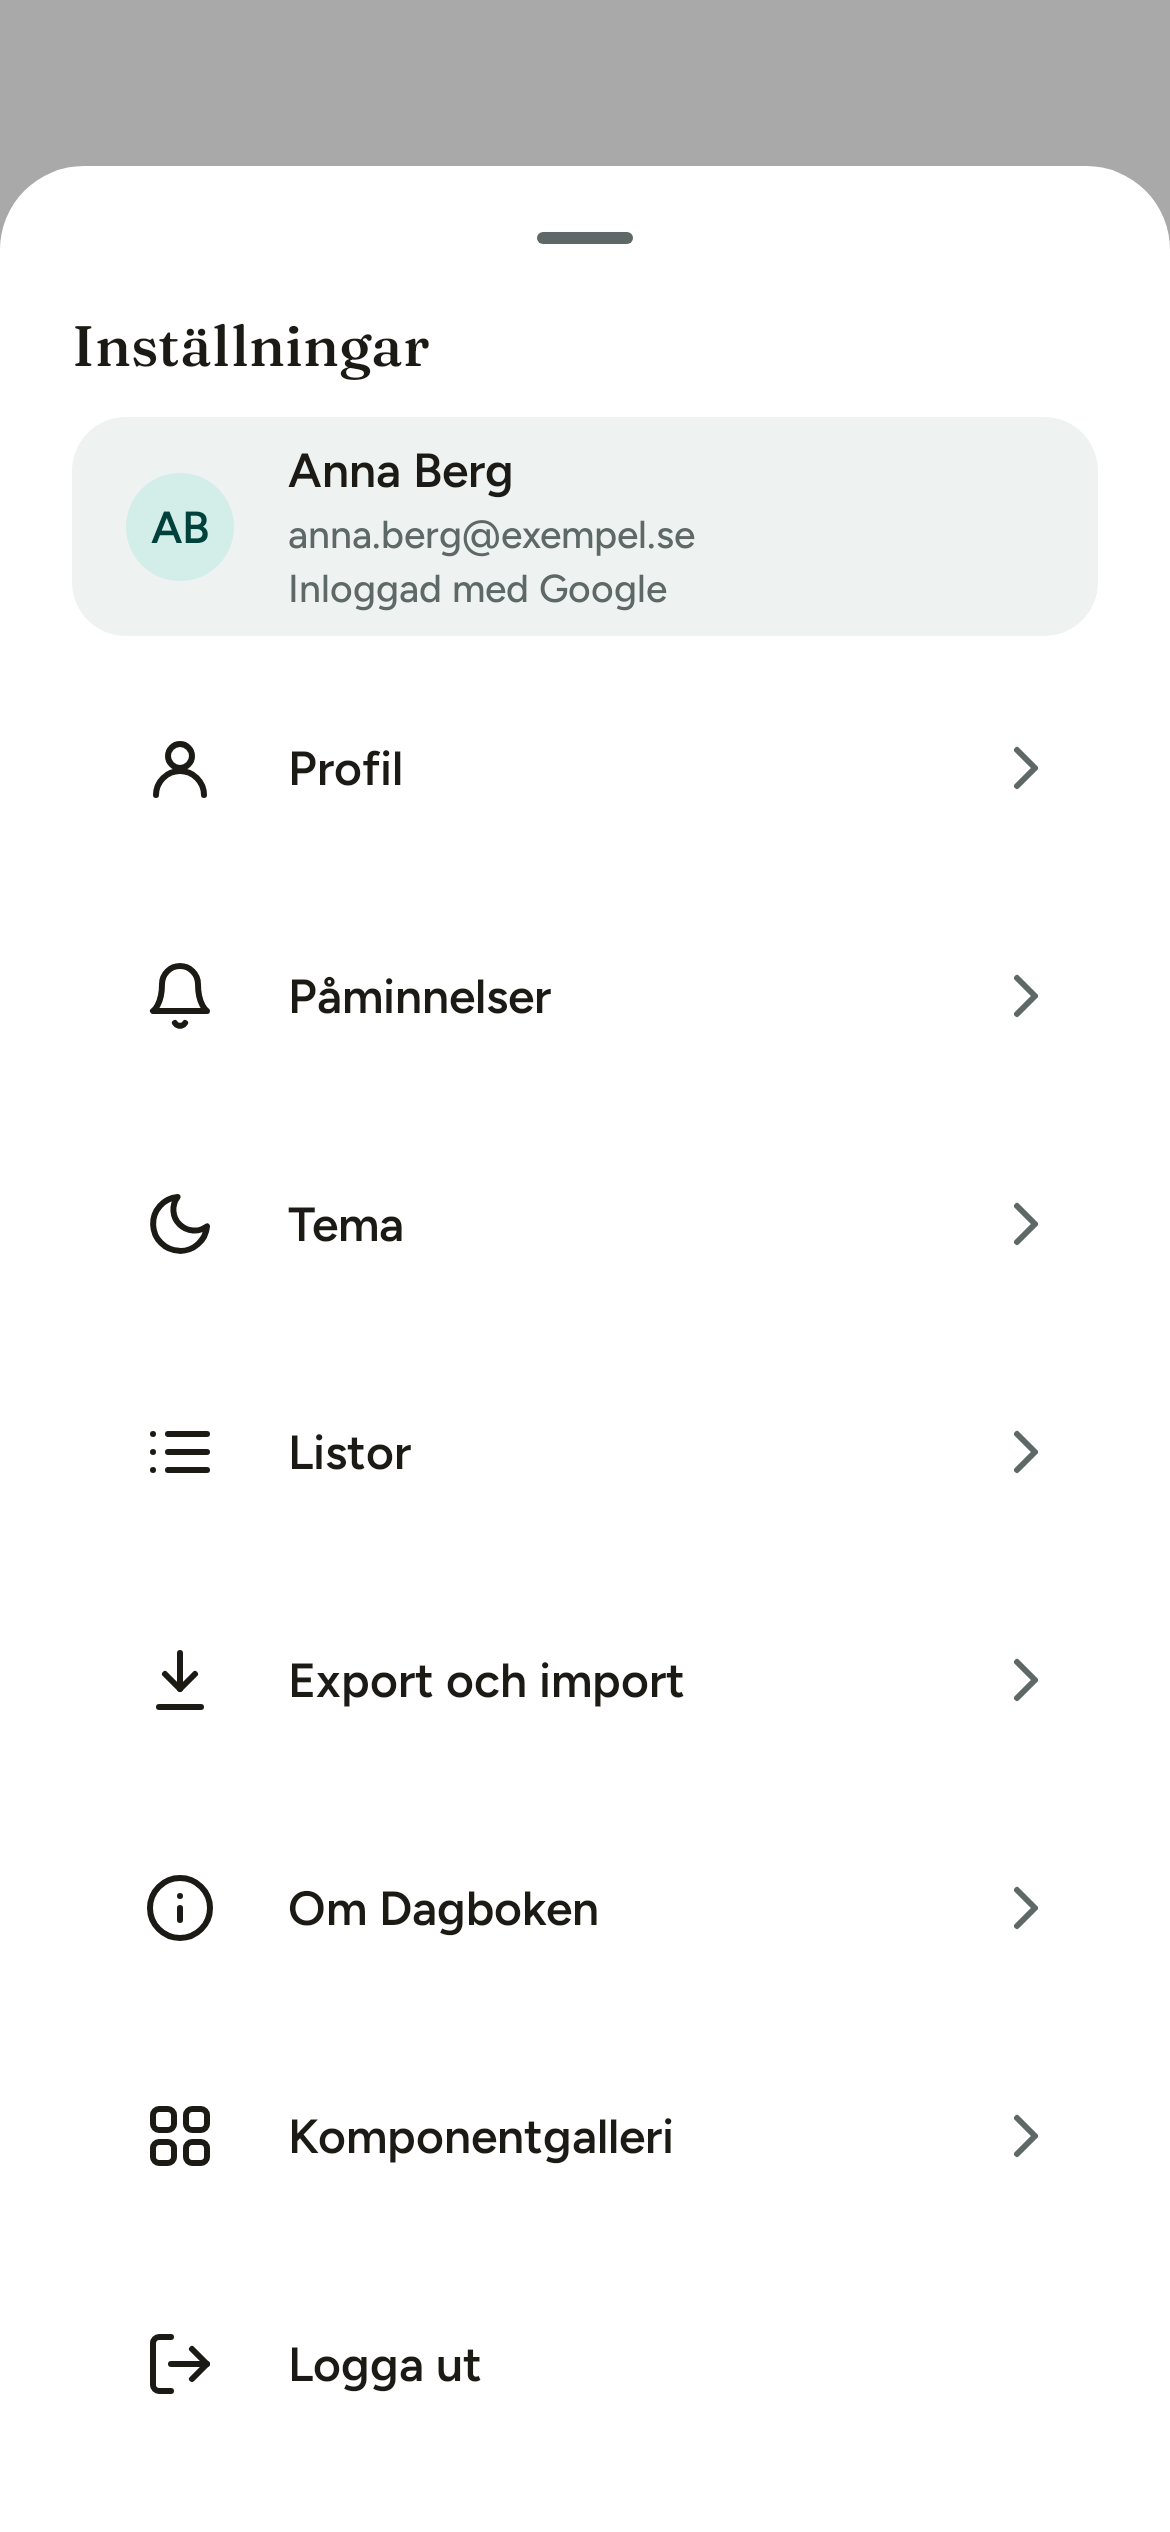 Inställningar
Anna Berg
AB
anna.berg@exempel.se
Inloggad med Google
Profil
Påminnelser
Tema
Listor
Export och import
Om Dagboken
Komponentgalleri
Logga ut